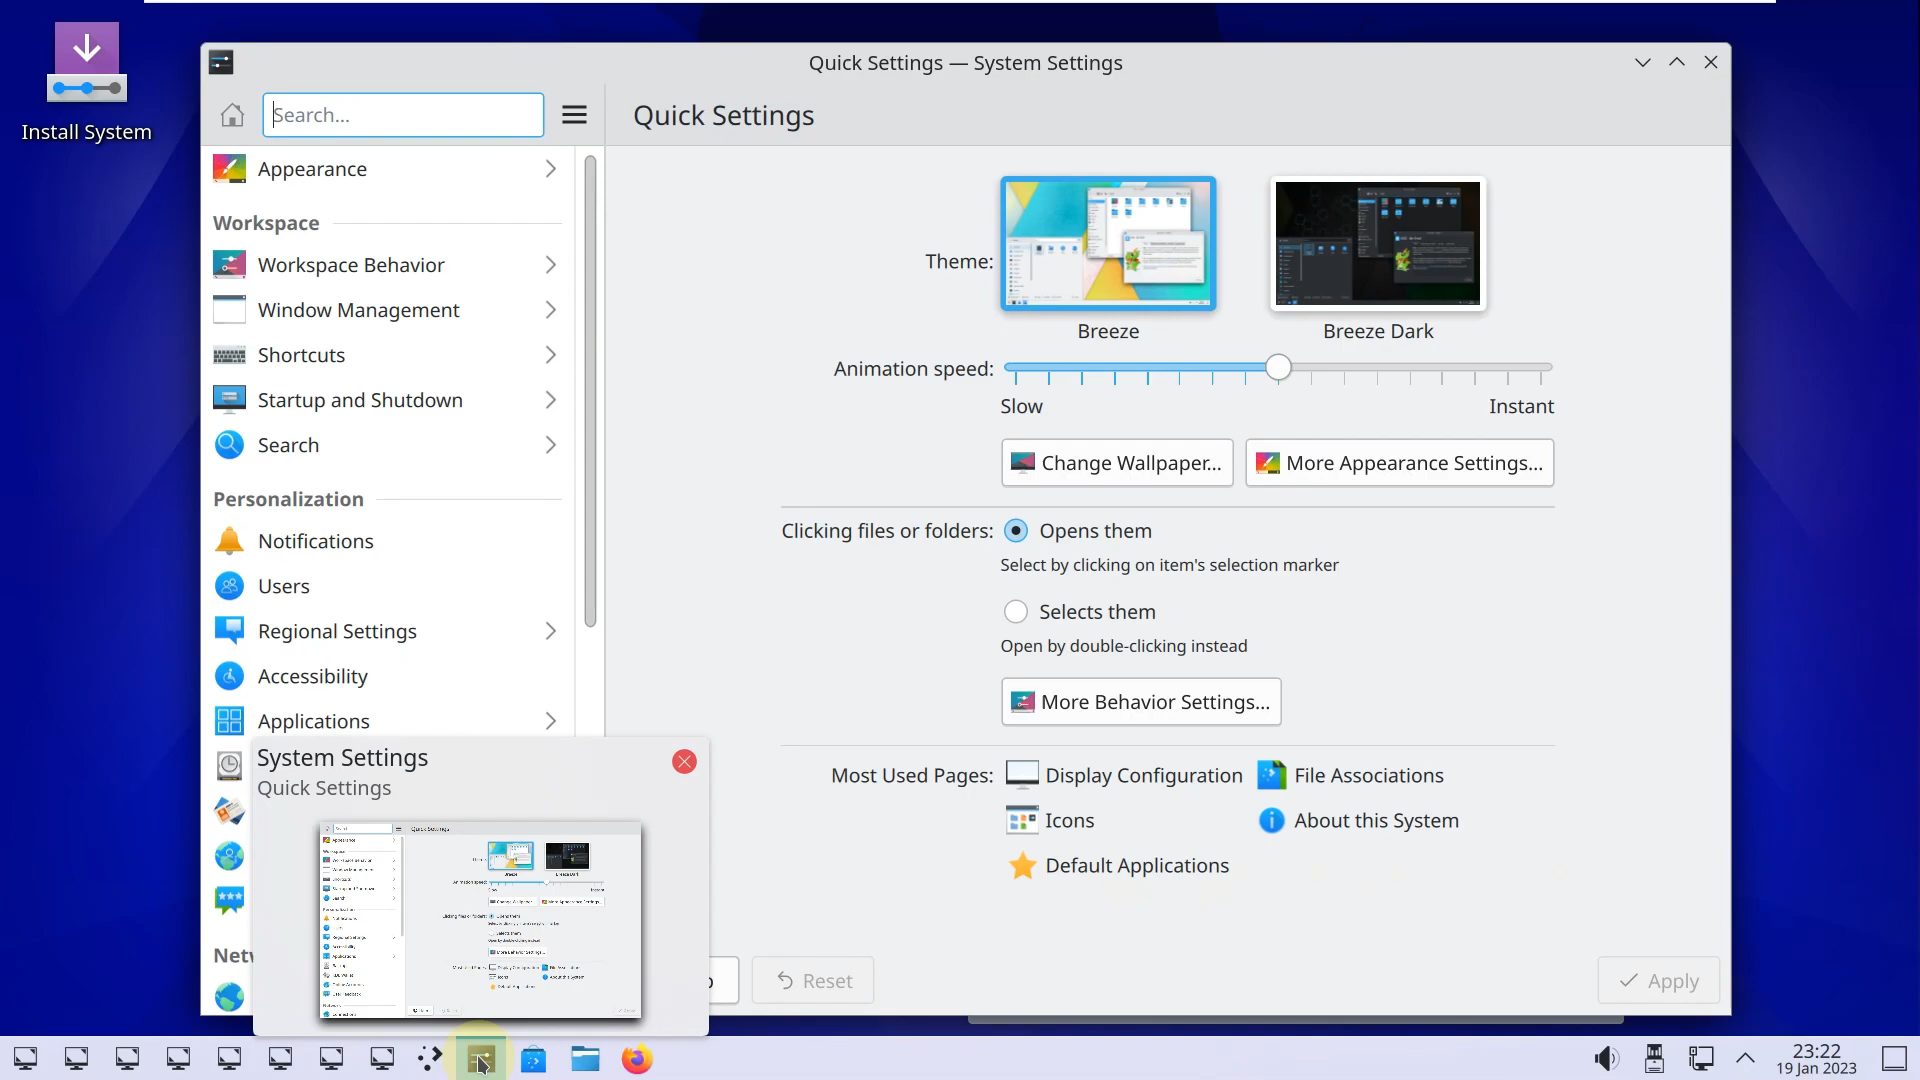 Install System
Quick Settings — System Settings
Search...
Quick Settings
Appearance
Workspace
Workspace Behavior
Window Management
Shortcuts
Startup and Shutdown
Search
Personalization
Notifications
Users
Regional Settings
Accessibility
Applications
Theme:
Breeze
Breeze Dark
Animation speed:
Slow
Instant
Change Wallpaper...
More Appearance Settings...
Clicking files or folders:
Opens them
Select by clicking on item's selection marker
Selects them
Open by double-clicking instead
More Behavior Settings...
Most Used Pages:
Display Configuration
File Associations
Icons
About this System
Default Applications
System Settings
Quick Settings
Reset
Apply
23:22
19 Jan 2023